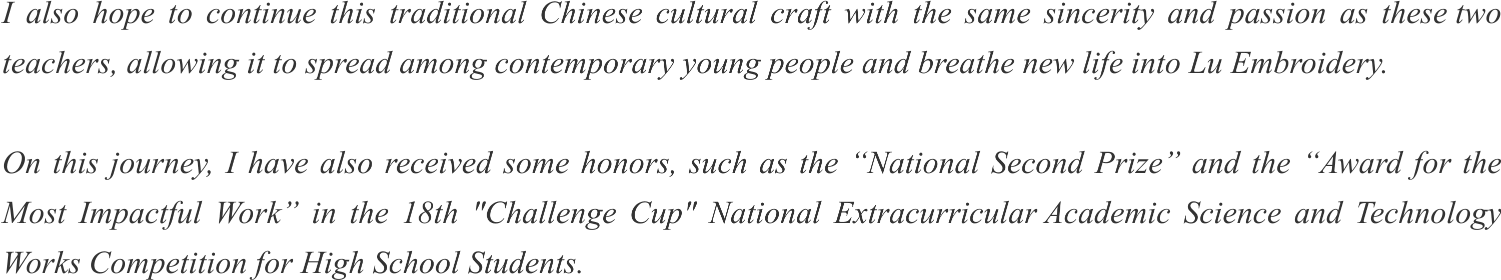 I also hope to continue this traditional Chinese cultural craft with the same sincerity and passion as these two
teachers, allowing it to spread among contemporary young people and breathe new life into Lu Embroidery.
On this journey, I have also received some honors, such as the “National Second Prize” and the “Award for the
Most Impactful Work” in the 18th "Challenge Cup" National Extracurricular Academic Science and Technology
Works Competition for High School Students.